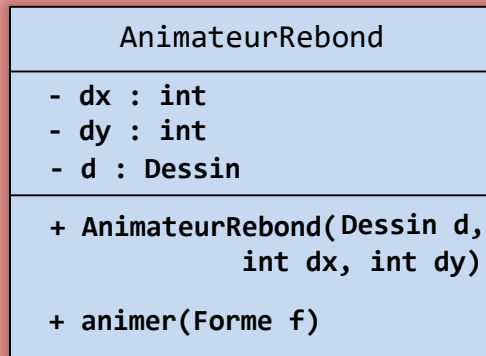 AnimateurRebond
- dx : int
- dy : int
- d : Dessin
+ AnimateurRebond(Dessin d,
int dx, int dy)
+ animer(Forme f)